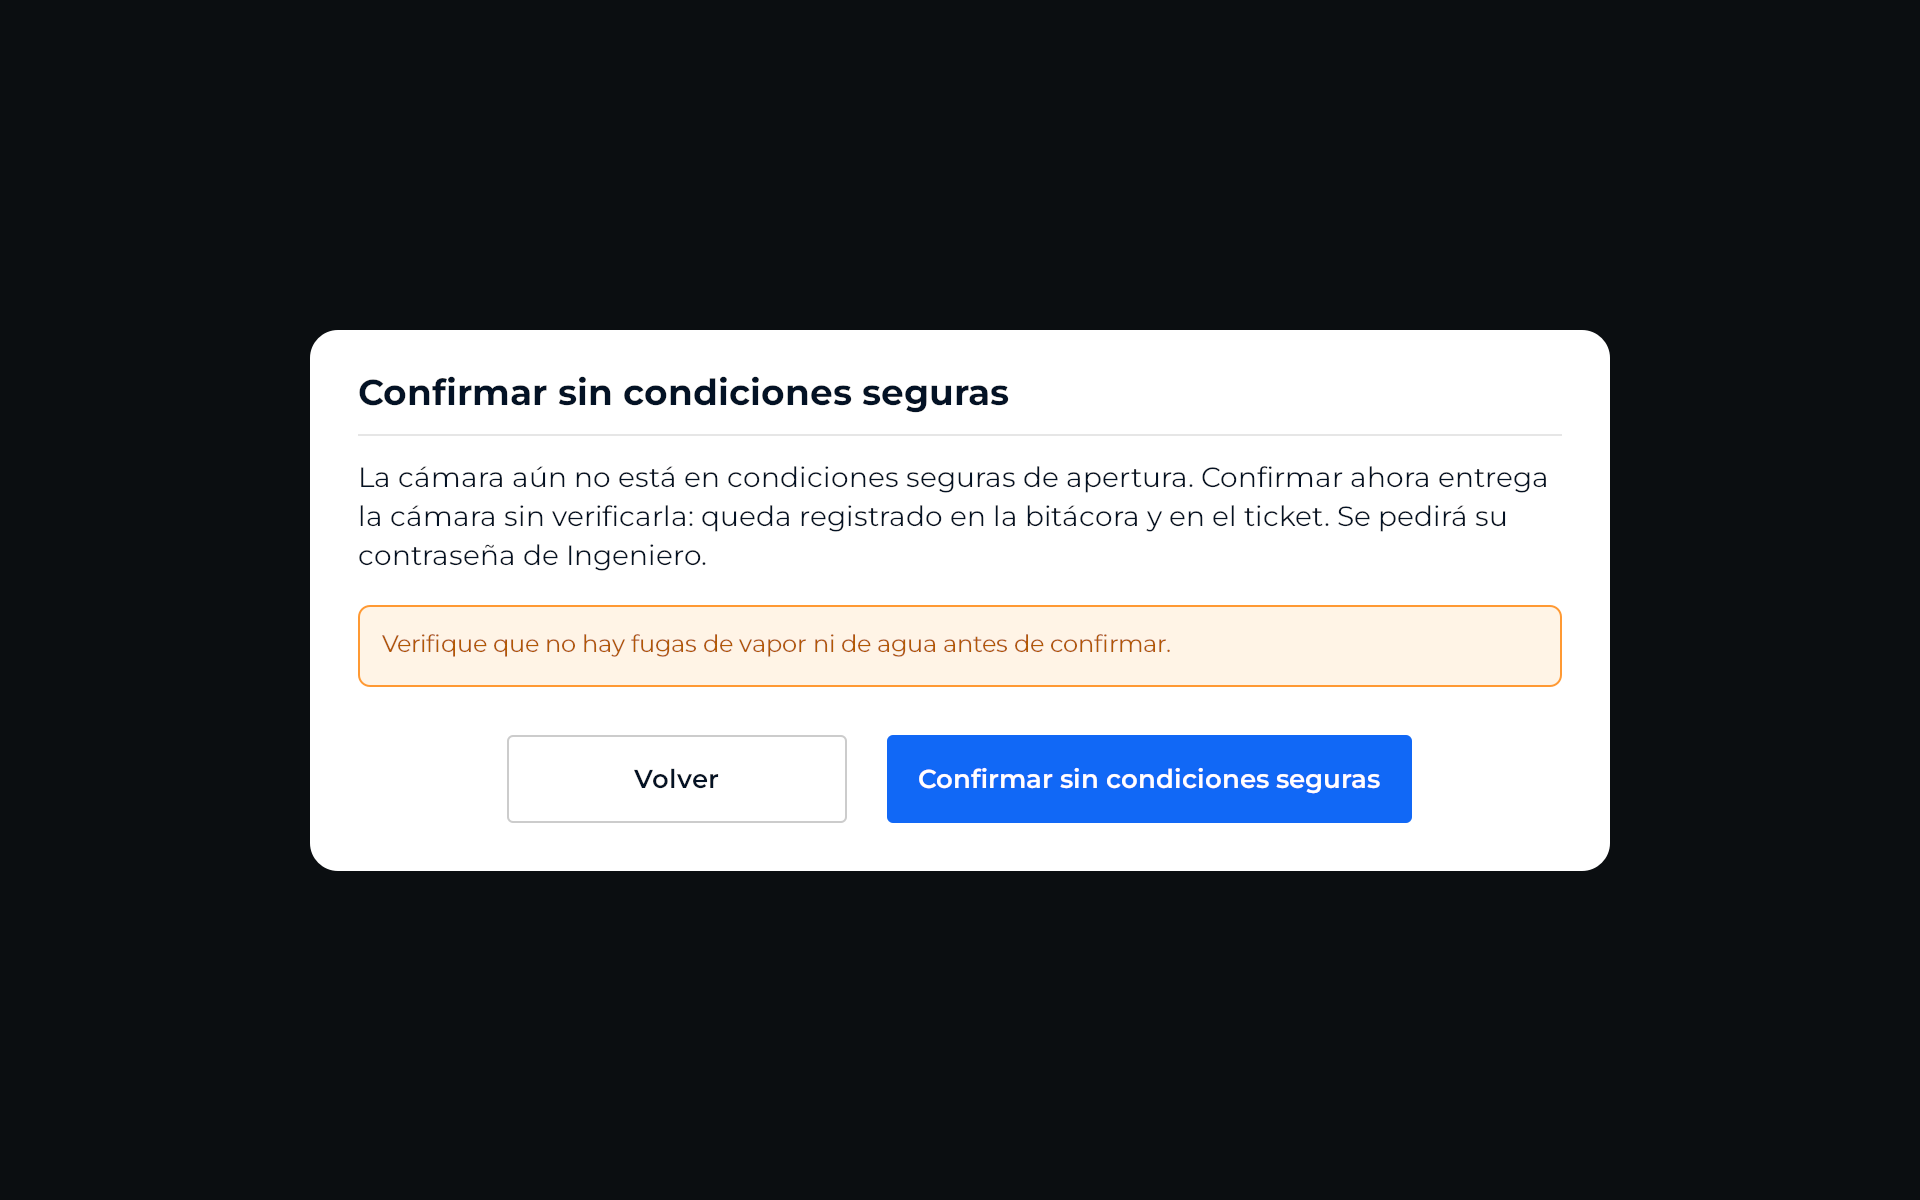 Confirmar sin condiciones seguras
La cámara aún no está en condiciones seguras de apertura. Confirmar ahora entrega
la cámara sin verificarla: queda registrado en la bitácora y en el ticket. Se pedirá su
contraseña de Ingeniero.
Verifique que no hay fugas de vapor ni de agua antes de confirmar.
Volver
Confirmar sin condiciones seguras